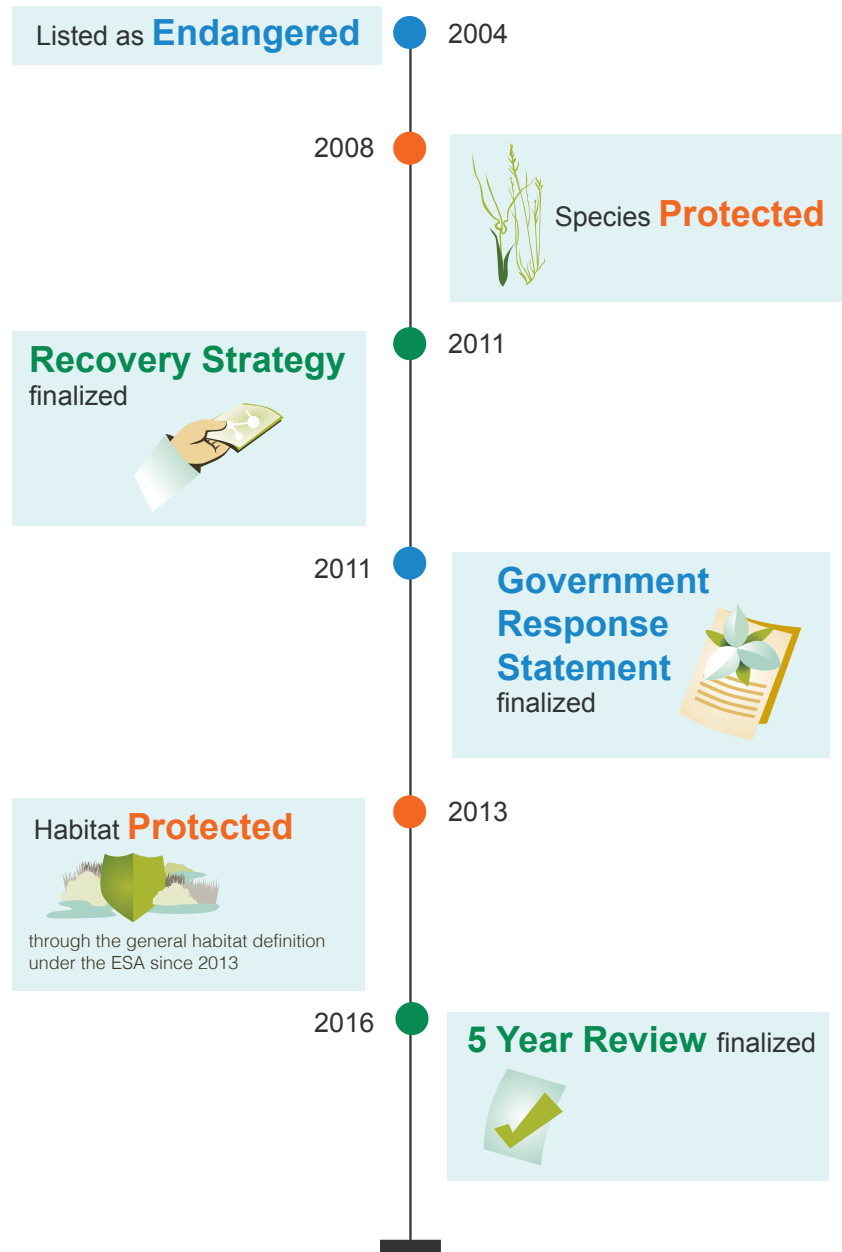 Listed as Endangered
2004
2008
Species Protected
Recovery Strategy
finalized
2011
2011
Government
Response
Statement
finalized
Habitat Protected
through the general habitat definition
under the ESA since 2013
2013
2016
5 Year Review finalized